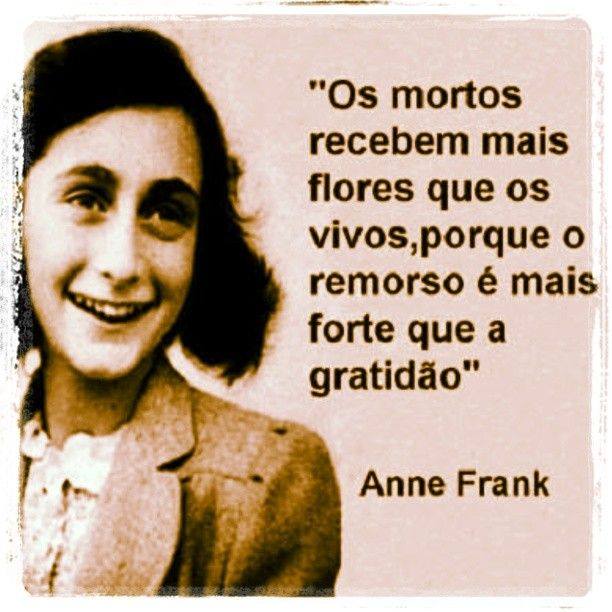 "Os mortos
recebem mais
flores que os
vivos,porque o
remorso é mais
forte que a
gratidão"
Anne Frank